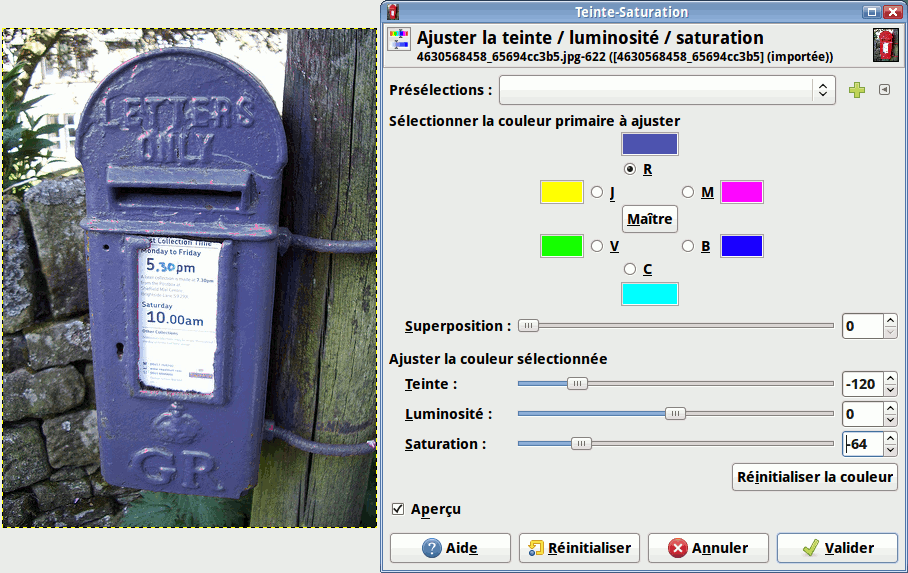 LETTERS
ONLY
st Collection Time
Monday to Friday
5.30pm
Saturday
10.00am
GR
Teinte-Saturation
Ajuster la teinte / luminosité / saturation
4630568458_65694cc3b5.jpg-622 ([4630568458_65694cc3b5] (importée))
Présélections :
Sélectionner la couleur primaire à ajuster
R
J M
Maître
V B
C
Superposition : 0
Ajuster la couleur sélectionnée
Teinte : -120
Luminosité : 0
Saturation : -64
Réinitialiser la couleur
Aperçu
Aide Réinitialiser Annuler Valider